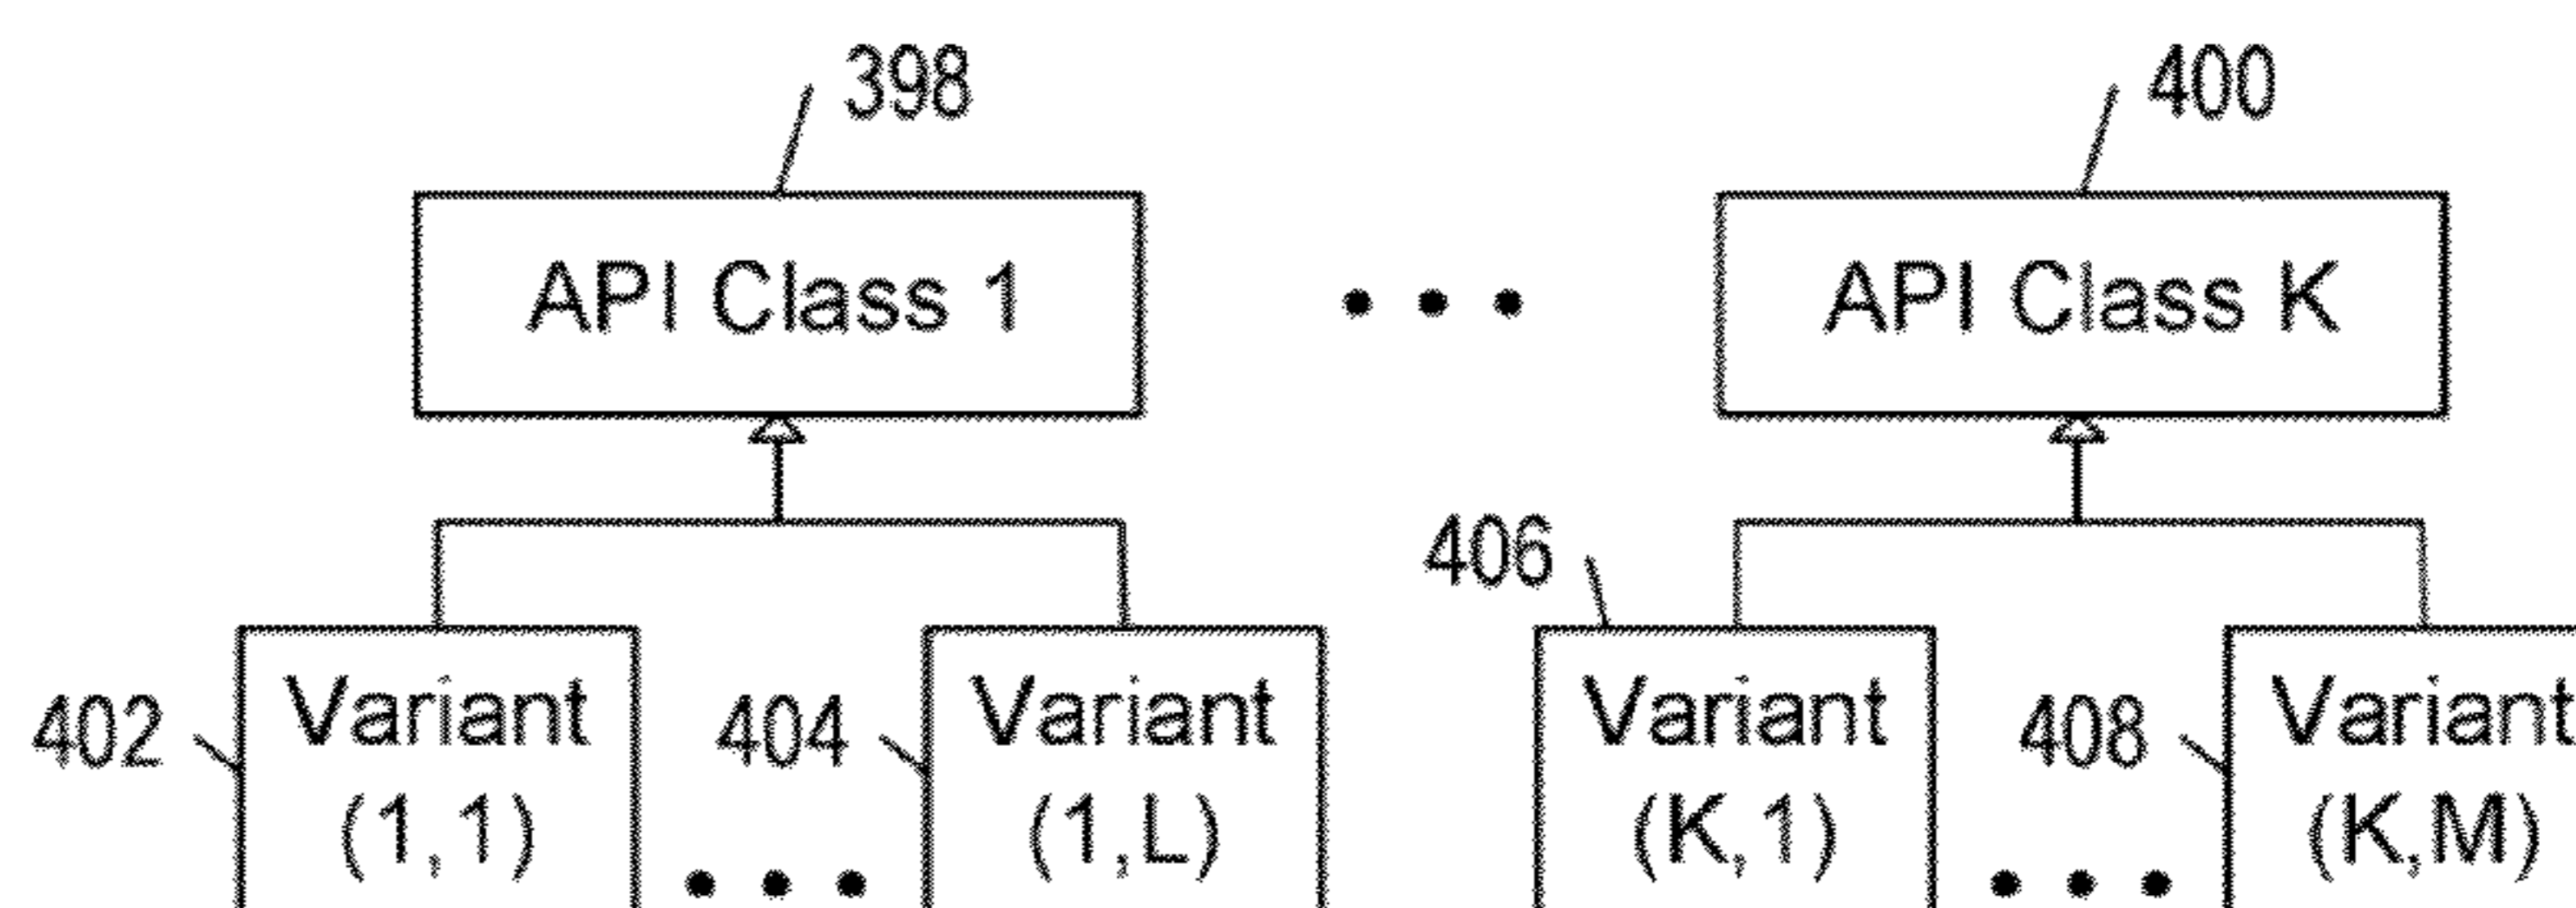 398
400
API Class 1
API Class K
406
402
Variant
(1,1)
404
Variant
(1,L)
Variant
(K,1)
408
Variant
(K,M)